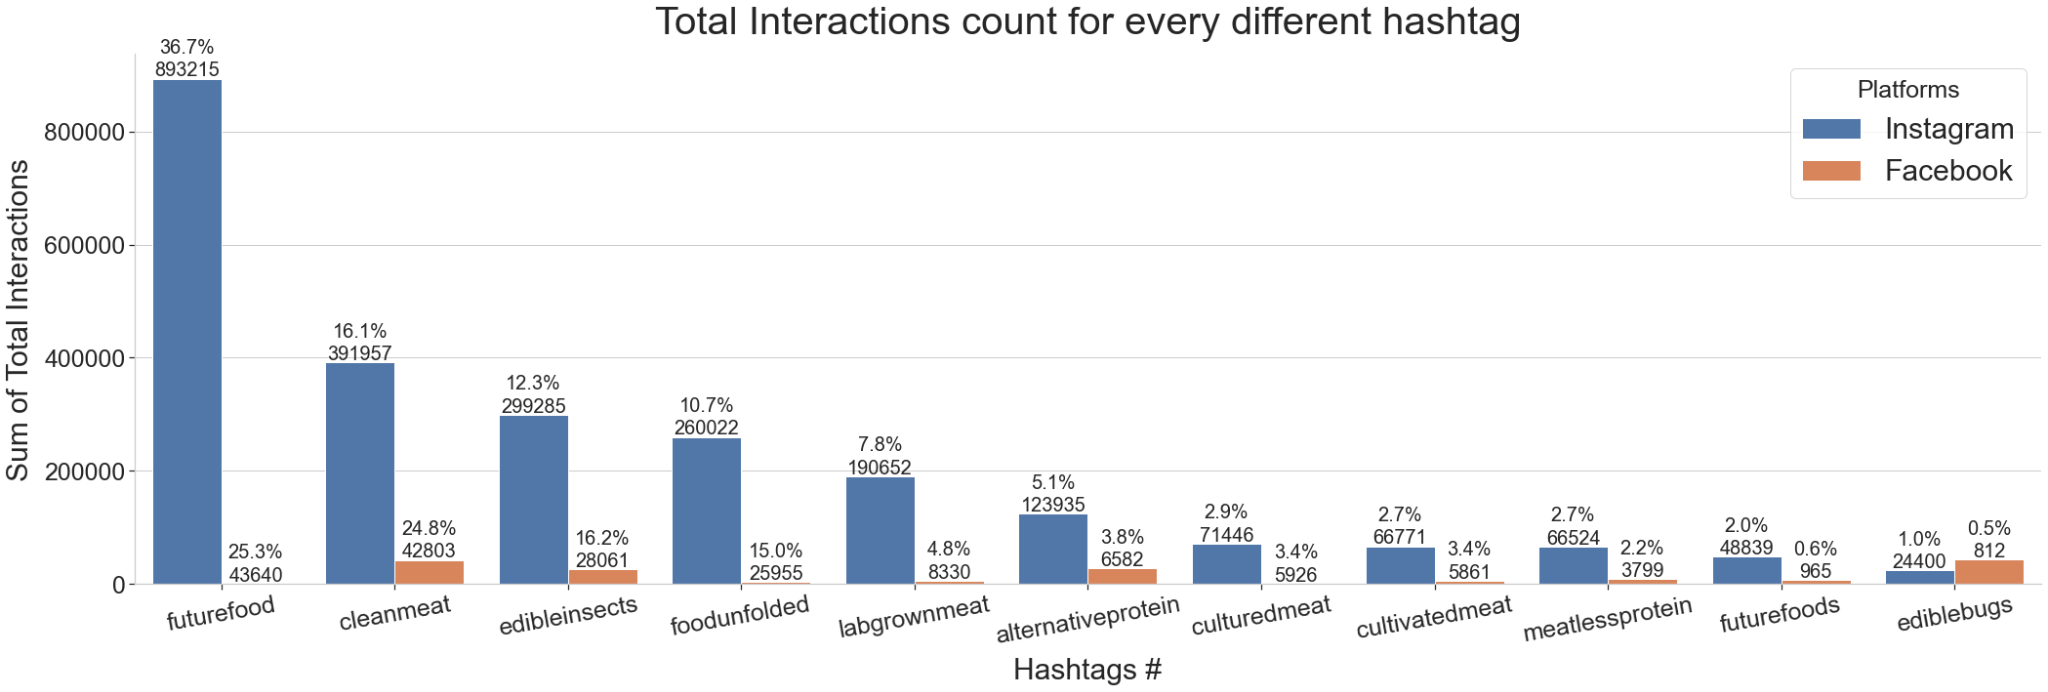 Total Interactions count for every different hashtag
Sum of Total Interactions
800000
600000
400000
200000
0
36.7%
893215
25.3%
43640
16.1%
391957
24.8%
42803
12.3%
299285
16.2%
28061
10.7%
260022
15.0%
25955
7.8%
190652
4.8%
8330
5.1%
123935
3.8%
6582
2.9%
71446
3.4%
5926
2.7%
66771
3.4%
5861
2.7%
66524
2.2%
3799
2.0%
48839
0.6%
965
1.0%
24400
0.5%
812
Platforms
Instagram
Facebook
futurefood
cleanmeat
edibleinsects
foodunfolded
labgrownmeat
alternativeprotein
culturedmeat
cultivatedmeat
meatlessprotein
futurefoods
ediblebugs
Hashtags #